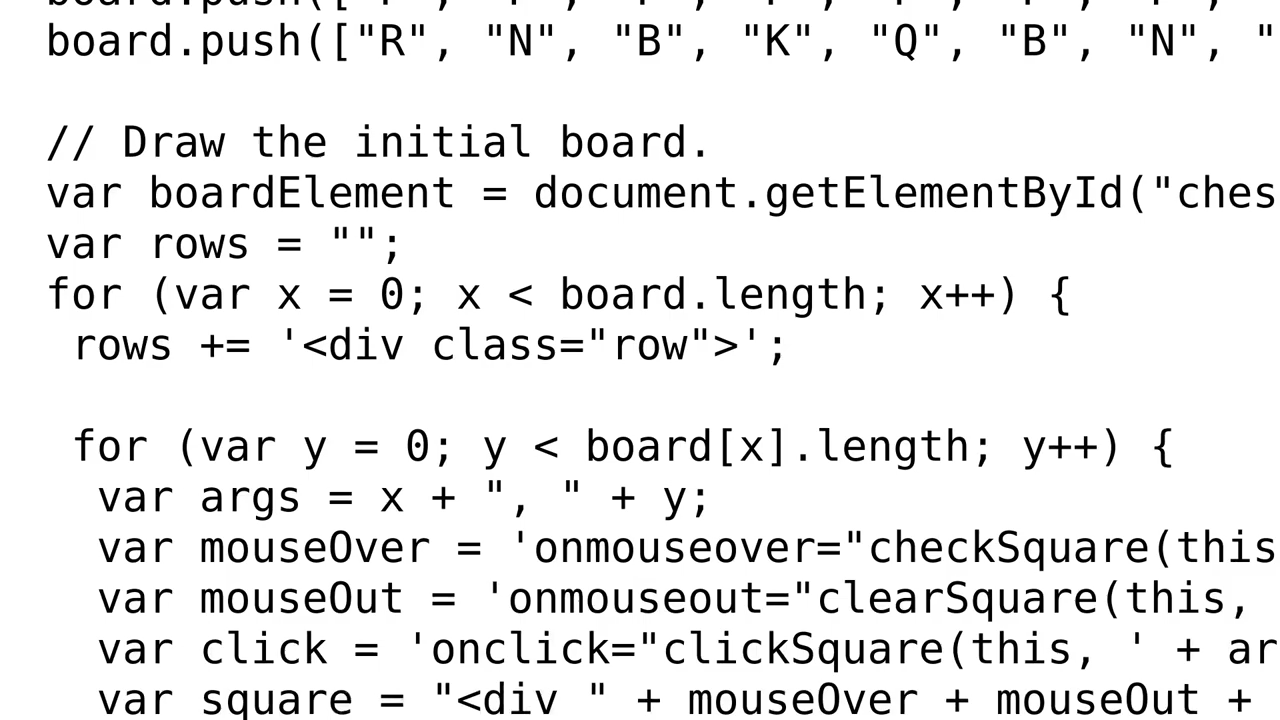 board.push(["R", "N", "B", "K", "Q", "B", "N", "
// Draw the initial board.
var boardElement = document.getElementById("ches
var rows = "";
for (var x = 0; x < board.length; x++) {
rows += '<div class="row">';
for (var y = 0; y < board[x].length; y++) {
var args = x + ", " + y;
var mouseOver = 'onmouseover="checkSquare(this
var mouseOut = 'onmouseout="clearSquare(this,
var click = 'onclick="clickSquare(this, ' + ar
var square = "<div " + mouseOver + mouseOut +